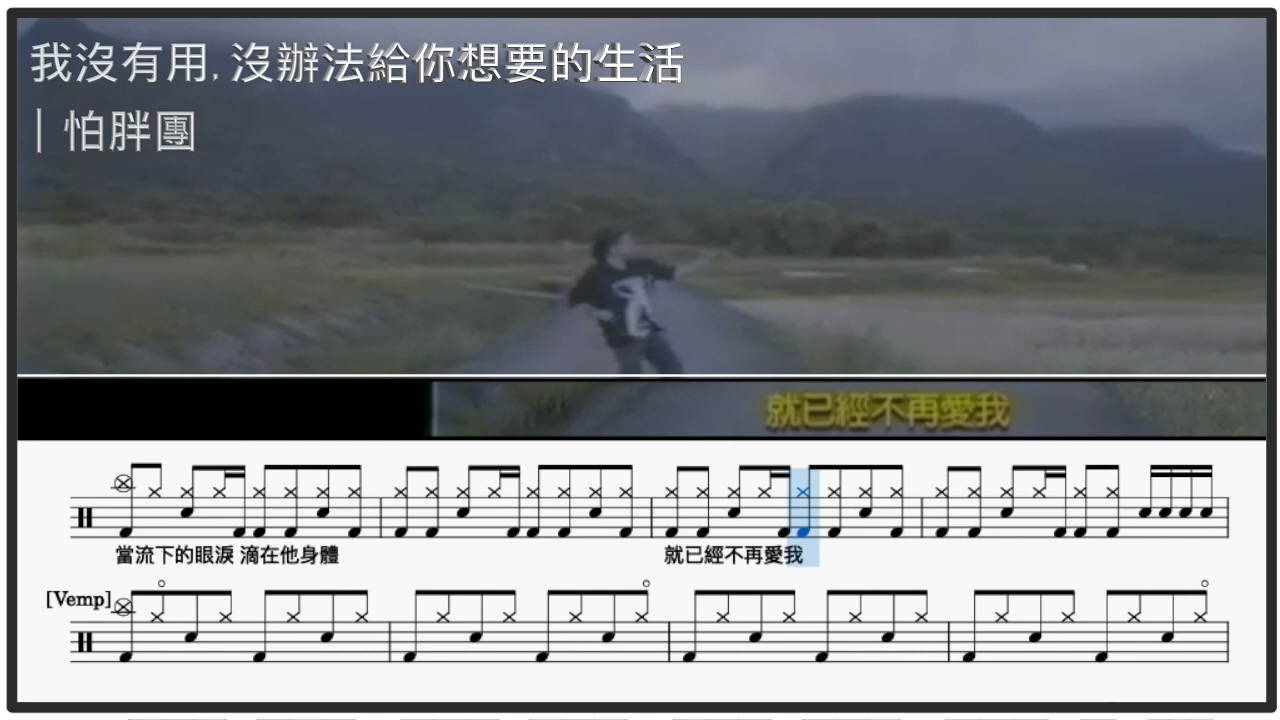 我沒有用, 沒辦法給你想要的生活
| 怕胖團
就已經不再愛我
當流下的眼淚 滴在他身體
就已經不再愛我
[Vemp]